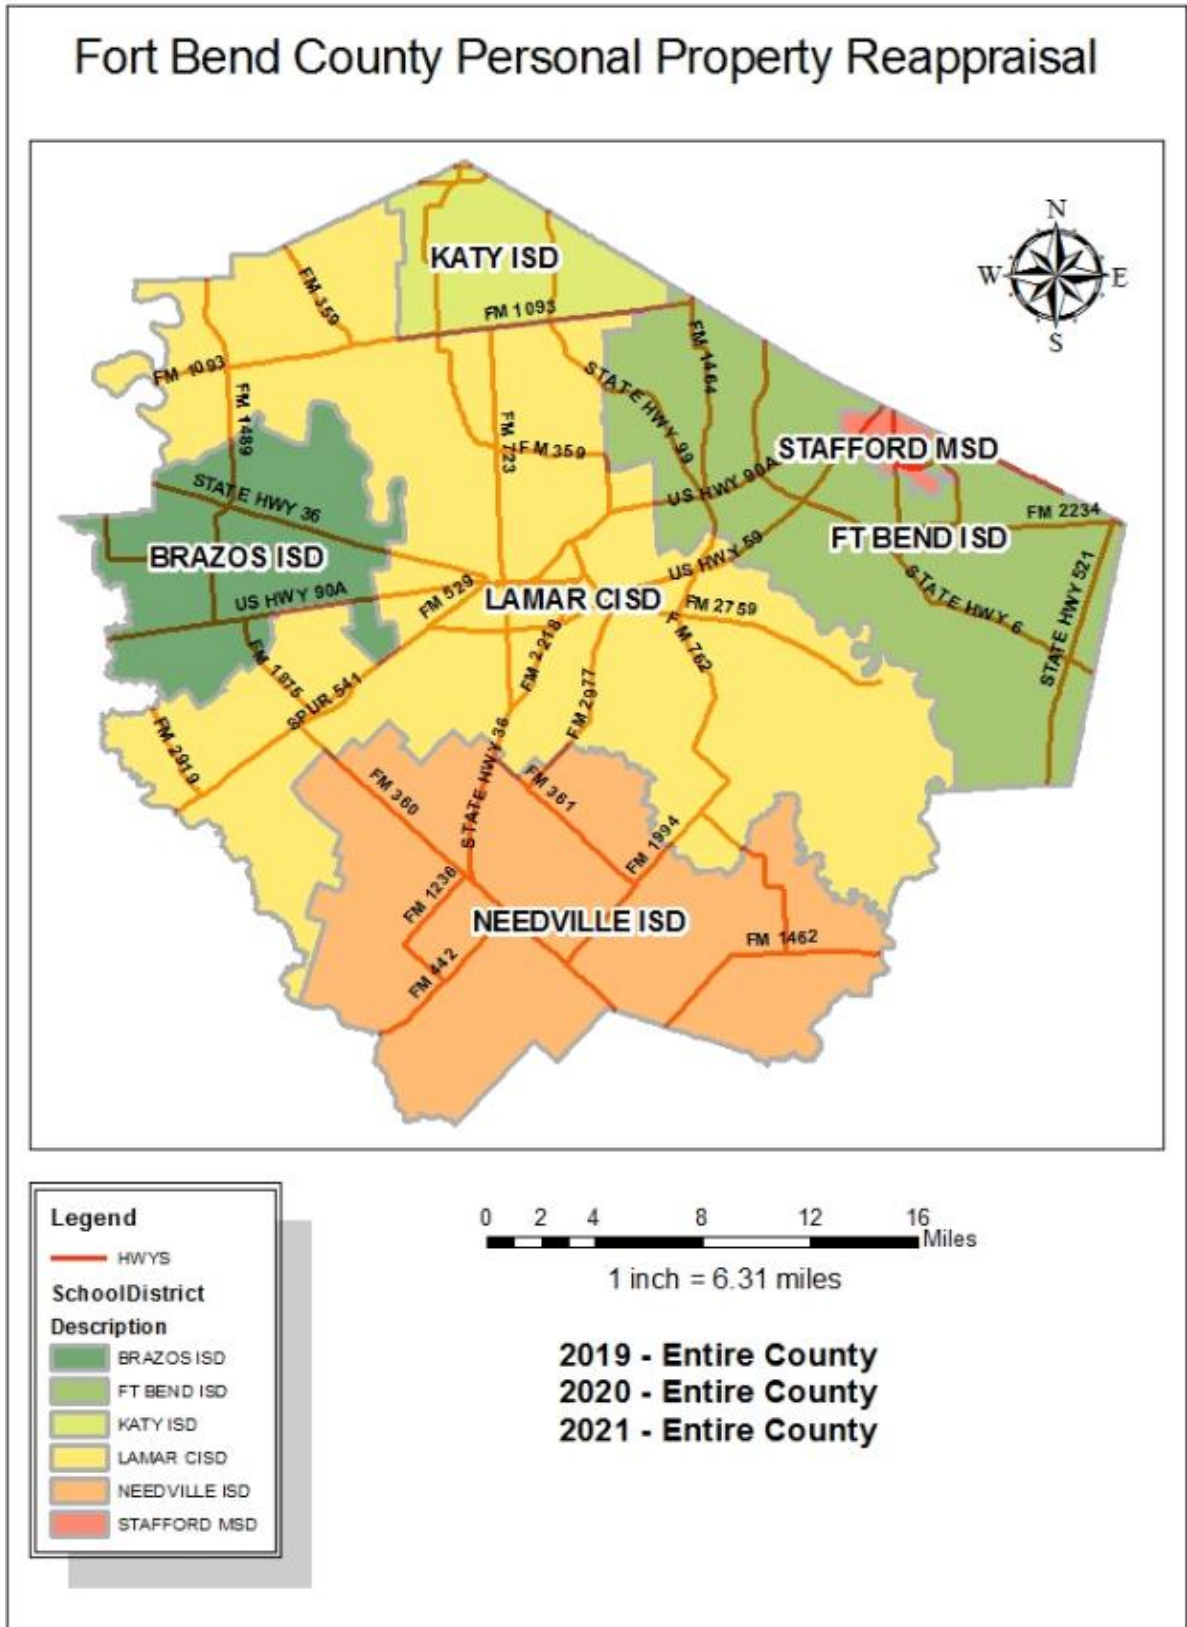 Fort Bend County Personal Property Reappraisal
N
W
E
S
KATY ISD
FM 359
FM 1093
FM 1093
FM 1464
STATE HWY 99
FM 1489
FM 723
FM 359
STAFFORD MSD
US HWY 90A
STATE HWY 36
FM 2234
FT BEND ISD
BRAZOS ISD
US HWY 59
STATE HWY 521
STATE HWY 6
US HWY 90A
FM 529
LAMAR CISD
FM 2759
FM 762
FM 2218
FM 1875
SPUR 541
FM 2977
FM 2919
STATE HWY 36
FM 360
FM 361
FM 1994
FM 1236
NEEDVILLE ISD
FM 1462
FM 442
Legend
HWYS
SchoolDistrict
Description
BRAZOS ISD
FT BEND ISD
KATY ISD
LAMAR CISD
NEEDVILLE ISD
STAFFORD MSD
0 2 4 8 12 16
Miles
1 inch = 6.31 miles
2019 - Entire County
2020 - Entire County
2021 - Entire County